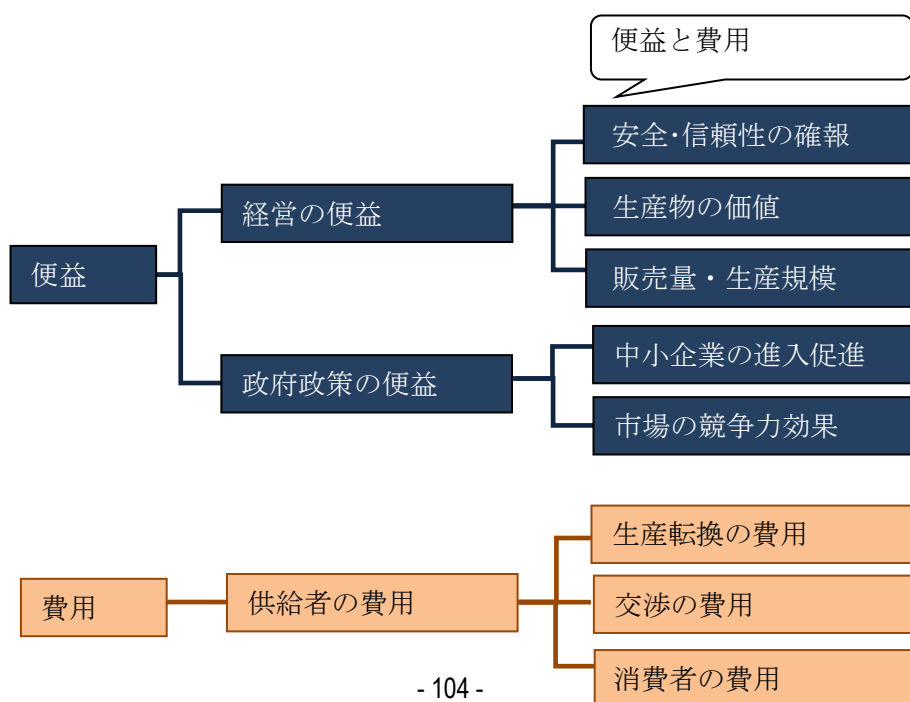 便益と費用
安全･信頼性の確報
経営の便益
生産物の価値
便益
販売量・生産規模
政府政策の便益
中小企業の進入促進
市場の競争力効果
生産転換の費用
費用
供給者の費用
交渉の費用
消費者の費用
- 104 -